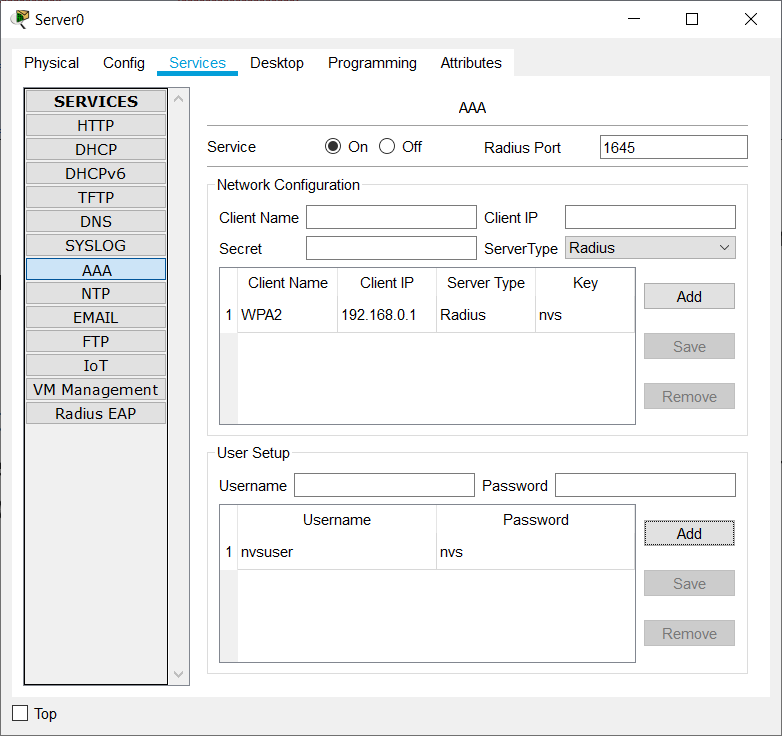 Server0
Physical Config Services Desktop Programming Attributes
SERVICES
HTTP
DHCP
DHCPv6
TFTP
DNS
SYSLOG
AAA
NTP
EMAIL
FTP
IoT
VM Management
Radius EAP
AAA
Service On Off Radius Port 1645
Network Configuration
Client Name Client IP
Secret ServerType Radius
Client Name Client IP Server Type Key
1 WPA2 192.168.0.1 Radius nvs
Add
Save
Remove
User Setup
Username Password
Username Password
1 nvsuser nvs
Add
Save
Remove
Top